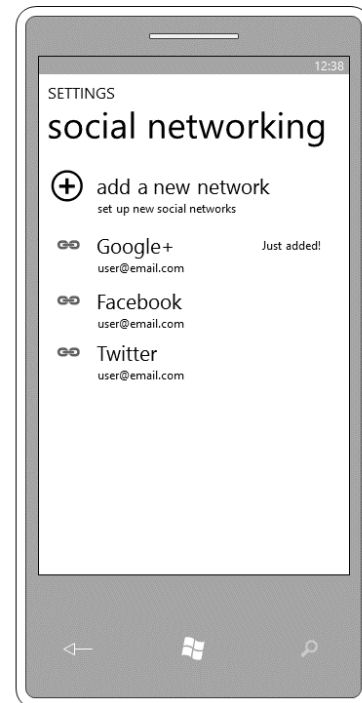 12:38
SETTINGS
social networking
add a new network
set up new social networks
Google+ Just added!
user@email.com
Facebook
user@email.com
Twitter
user@email.com